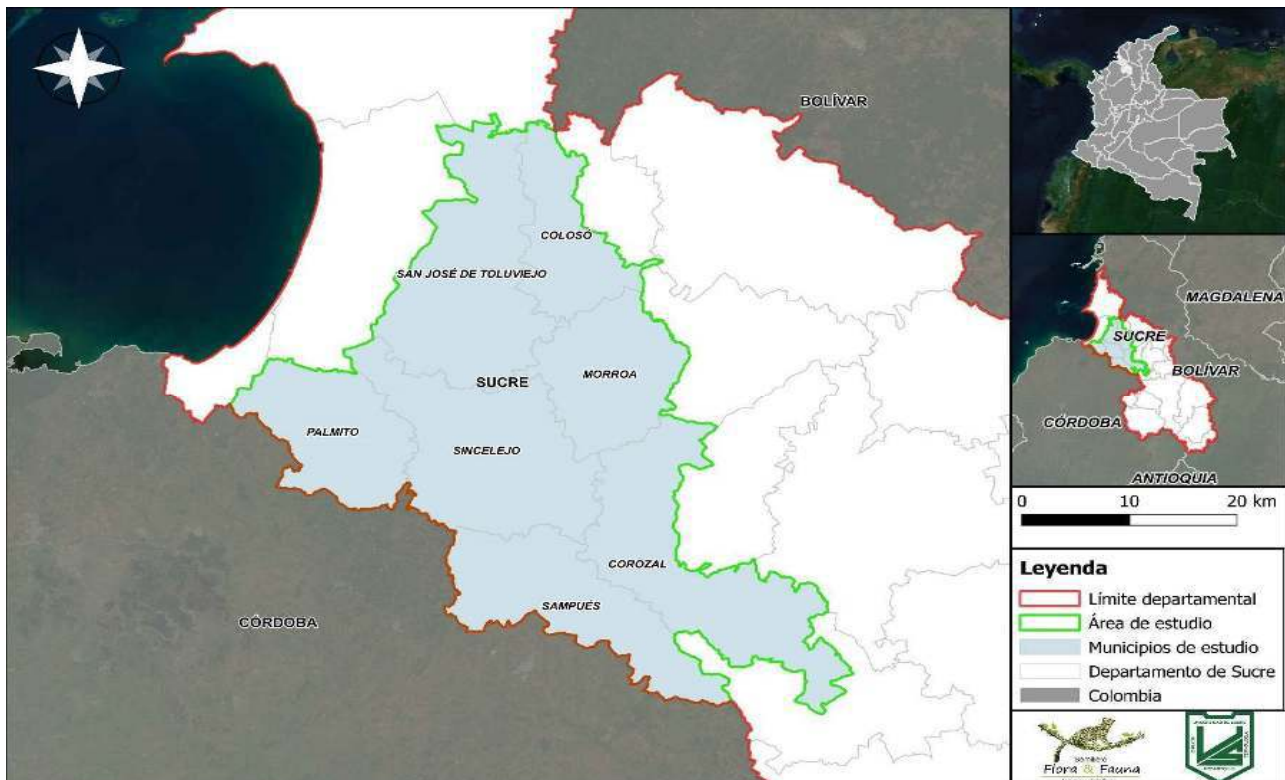 BOLÍVAR
COLOSÓ
SAN JOSÉ DE TOLUVIEJO
SUCRE
MORROA
PALMITO
SINCELEJO
COROZAL
SAMPUÉS
CÓRDOBA
MAGDALENA
SUCRE
BOLÍVAR
CÓRDOBA
ANTIOQUIA
0 10 20 km
Leyenda
Límite departamental
Área de estudio
Municipios de estudio
Departamento de Sucre
Colombia
Semillero
Flora & Fauna